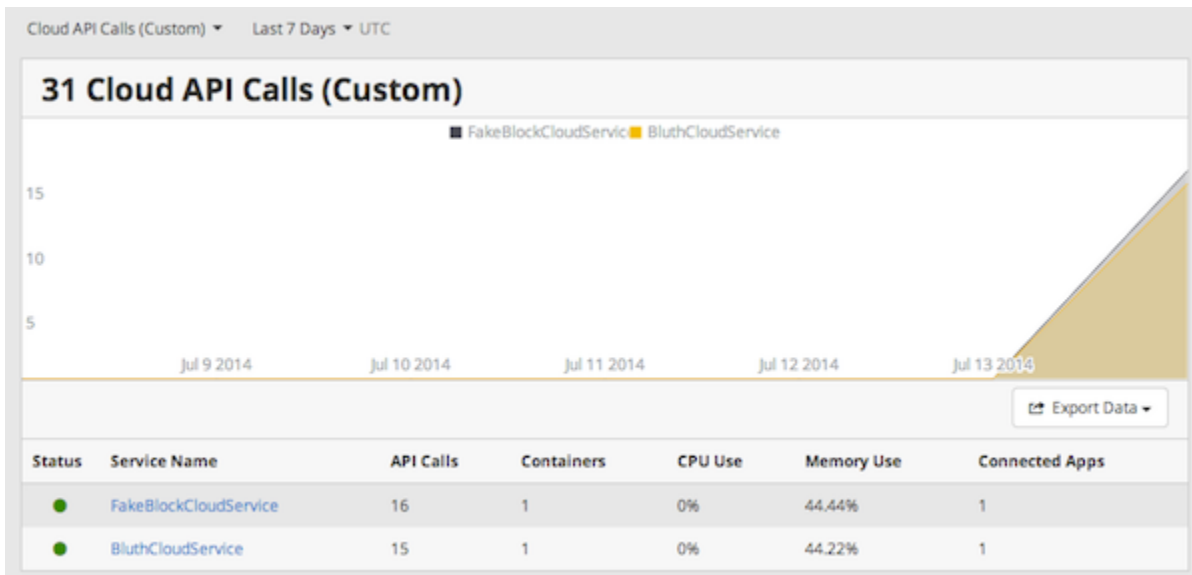 Cloud API Calls (Custom) Last 7 Days UTC
31 Cloud API Calls (Custom)
FakeBlockCloudServic BluthCloudService
15
10
5
Jul 9 2014 Jul 10 2014 Jul 11 2014 Jul 12 2014 Jul 13 2014
Export Data
Status Service Name API Calls Containers CPU Use Memory Use Connected Apps
FakeBlockCloudService 16 1 0% 44.44% 1
BluthCloudService 15 1 0% 44.22% 1